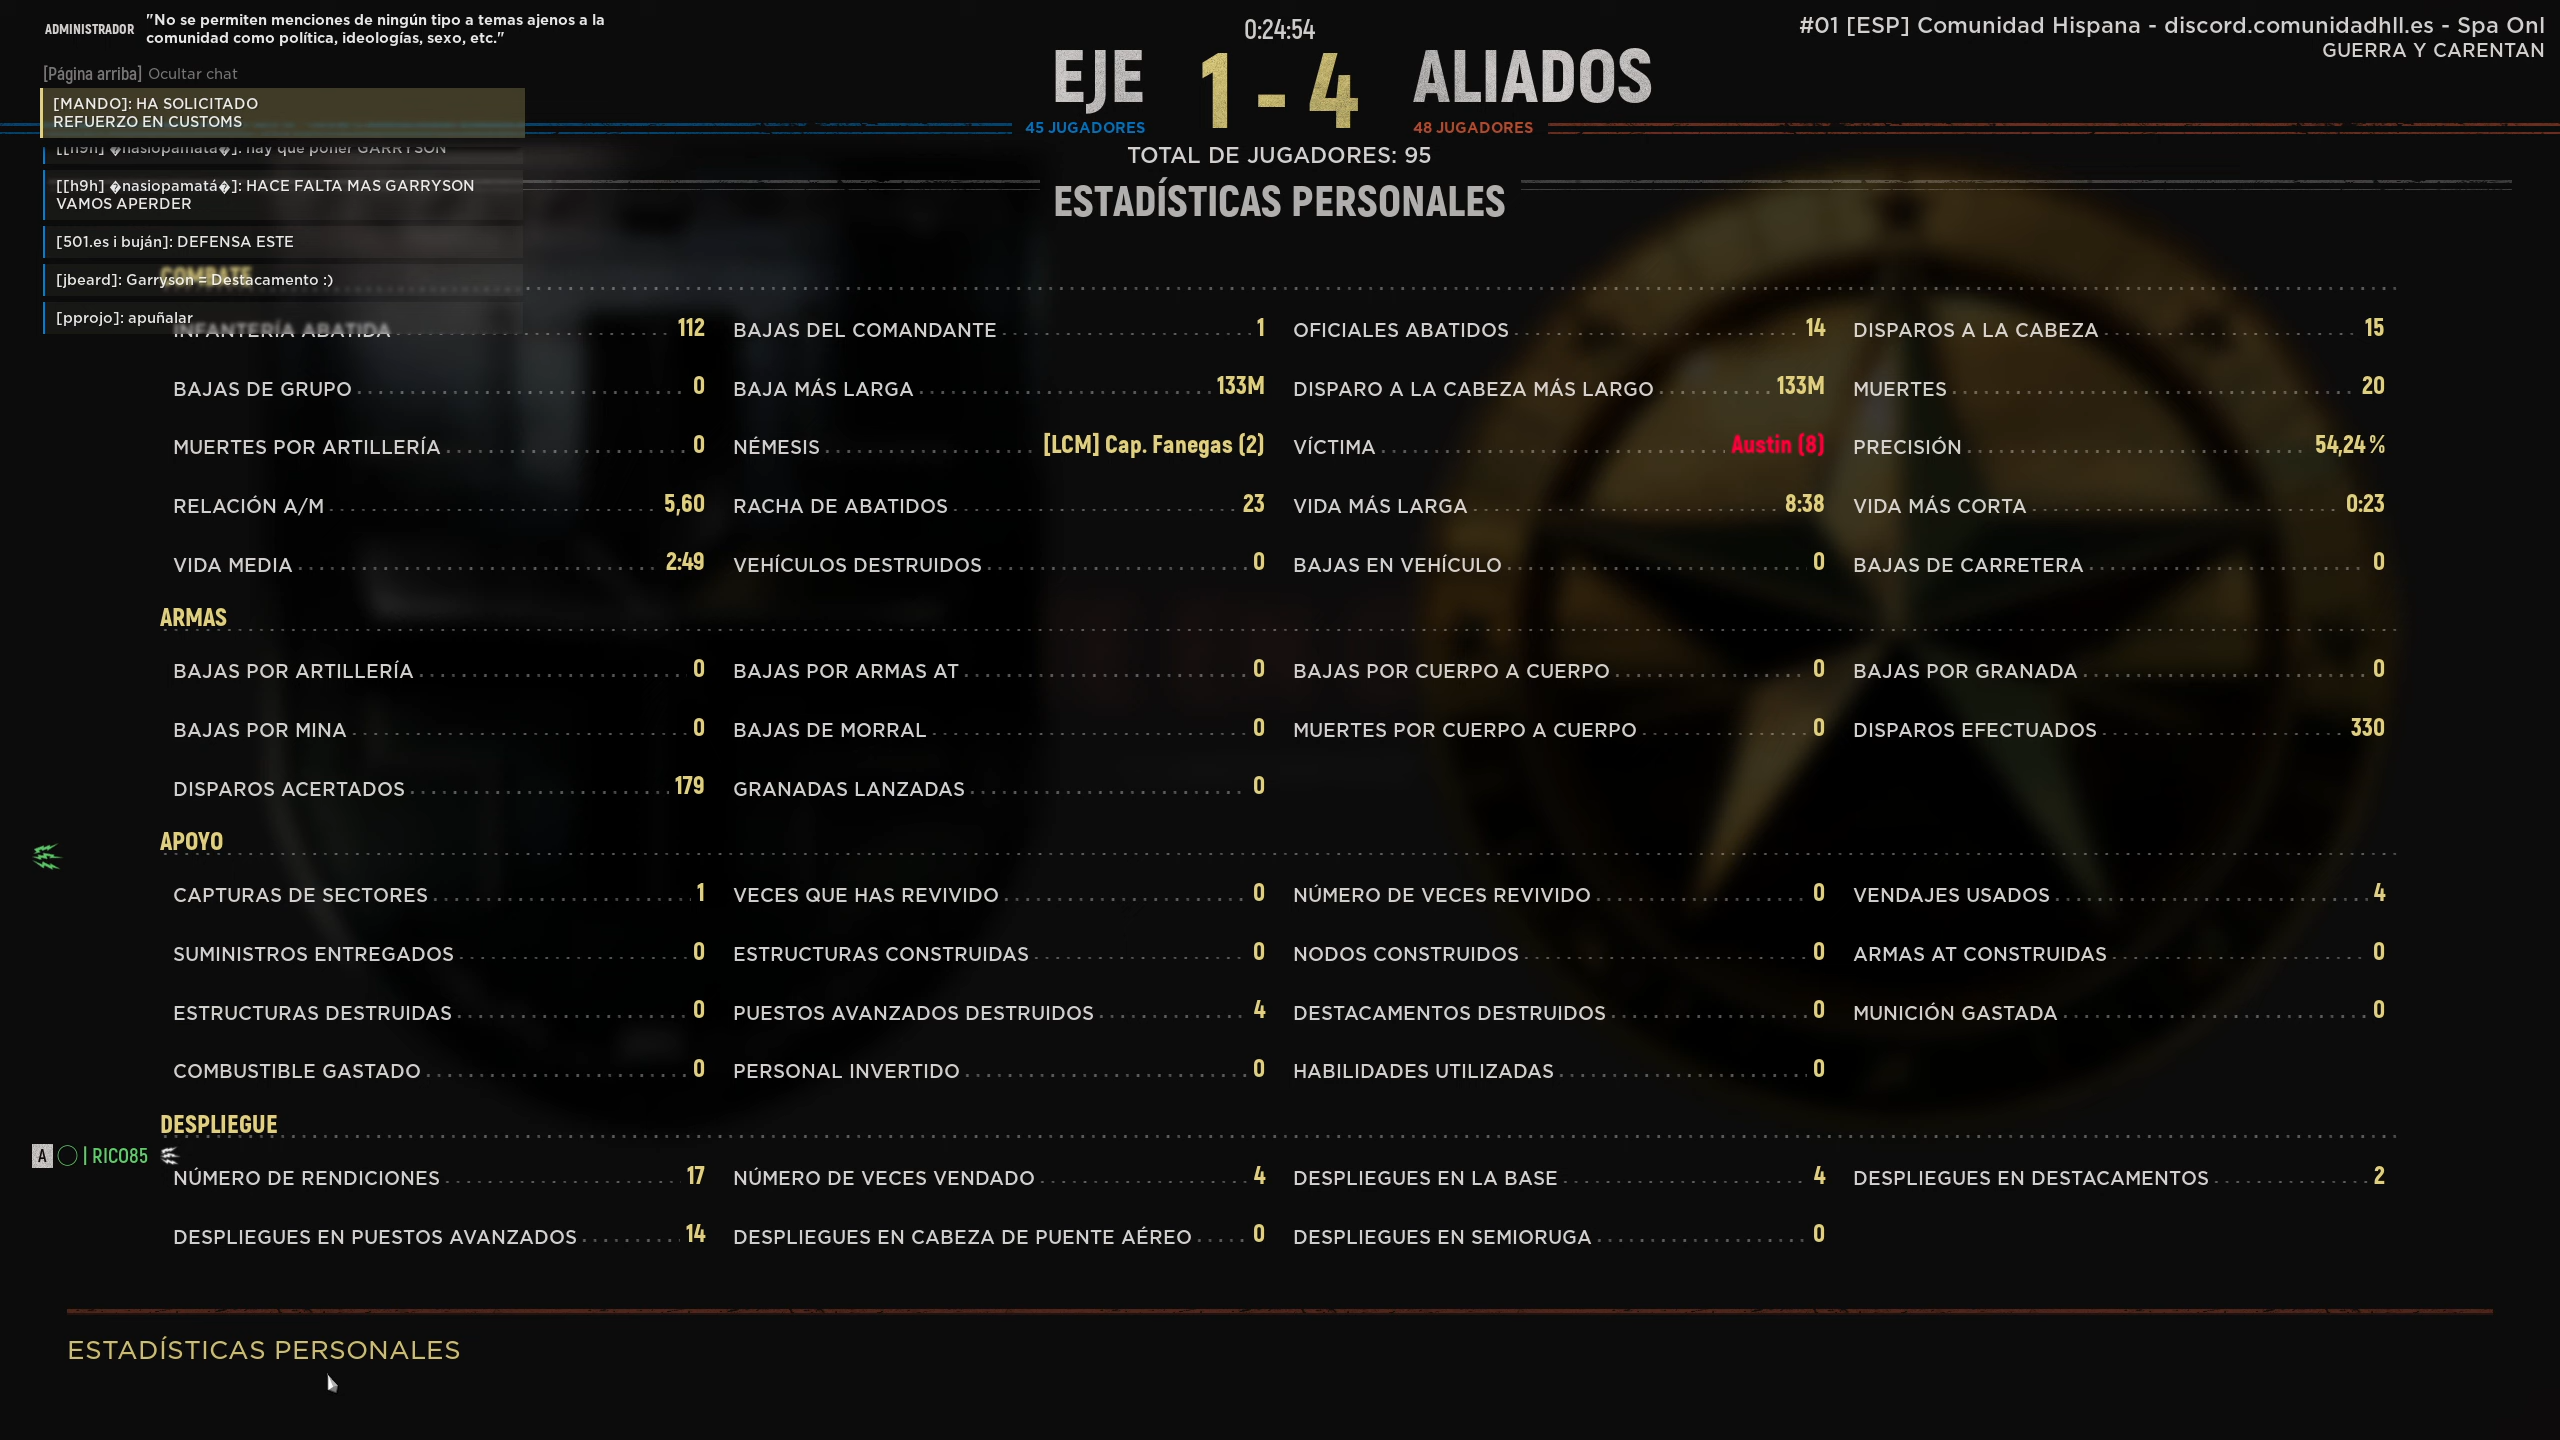 ADMINISTRADOR
"No se permiten menciones de ningún tipo a temas ajenos a la
comunidad como política, ideologías, sexo, etc."
[Página arriba] Ocultar chat
[MANDO]: HA SOLICITADO
REFUERZO EN CUSTOMS
[[h9h] �nasiopamatá�]: hay que poner GARRYSON
[[h9h] �nasiopamatá�]: HACE FALTA MAS GARRYSON
VAMOS APERDER
[501.es i buján]: DEFENSA ESTE
[jbeard]: Garryson = Destacamento :)
[pprojo]: apuñalar
0:24:54
EJE 1 - 4 ALIADOS
45 JUGADORES
48 JUGADORES
TOTAL DE JUGADORES: 95
#01 [ESP] Comunidad Hispana - discord.comunidadhll.es - Spa Onl
GUERRA Y CARENTAN
ESTADÍSTICAS PERSONALES
COMBATE
INFANTERÍA ABATIDA 112
BAJAS DEL COMANDANTE 1
OFICIALES ABATIDOS 14
DISPAROS A LA CABEZA 15
BAJAS DE GRUPO 0
BAJA MÁS LARGA 133M
DISPARO A LA CABEZA MÁS LARGO 133M
MUERTES 20
MUERTES POR ARTILLERÍA 0
NÉMESIS [LCM] Cap. Fanegas (2)
VÍCTIMA Austin (8)
PRECISIÓN 54,24%
RELACIÓN A/M 5,60
RACHA DE ABATIDOS 23
VIDA MÁS LARGA 8:38
VIDA MÁS CORTA 0:23
VIDA MEDIA 2:49
VEHÍCULOS DESTRUIDOS 0
BAJAS EN VEHÍCULO 0
BAJAS DE CARRETERA 0
ARMAS
BAJAS POR ARTILLERÍA 0
BAJAS POR ARMAS AT 0
BAJAS POR CUERPO A CUERPO 0
BAJAS POR GRANADA 0
BAJAS POR MINA 0
BAJAS DE MORRAL 0
MUERTES POR CUERPO A CUERPO 0
DISPAROS EFECTUADOS 330
DISPAROS ACERTADOS 179
GRANADAS LANZADAS 0
APOYO
CAPTURAS DE SECTORES 1
VECES QUE HAS REVIVIDO 0
NÚMERO DE VECES REVIVIDO 0
VENDAJES USADOS 4
SUMINISTROS ENTREGADOS 0
ESTRUCTURAS CONSTRUIDAS 0
NODOS CONSTRUIDOS 0
ARMAS AT CONSTRUIDAS 0
ESTRUCTURAS DESTRUIDAS 0
PUESTOS AVANZADOS DESTRUIDOS 4
DESTACAMENTOS DESTRUIDOS 0
MUNICIÓN GASTADA 0
COMBUSTIBLE GASTADO 0
PERSONAL INVERTIDO 0
HABILIDADES UTILIZADAS 0
DESPLIEGUE
A | RICO85
NÚMERO DE RENDICIONES 17
NÚMERO DE VECES VENDADO 4
DESPLIEGUES EN LA BASE 4
DESPLIEGUES EN DESTACAMENTOS 2
DESPLIEGUES EN PUESTOS AVANZADOS 14
DESPLIEGUES EN CABEZA DE PUENTE AÉREO 0
DESPLIEGUES EN SEMIORUGA 0
ESTADÍSTICAS PERSONALES